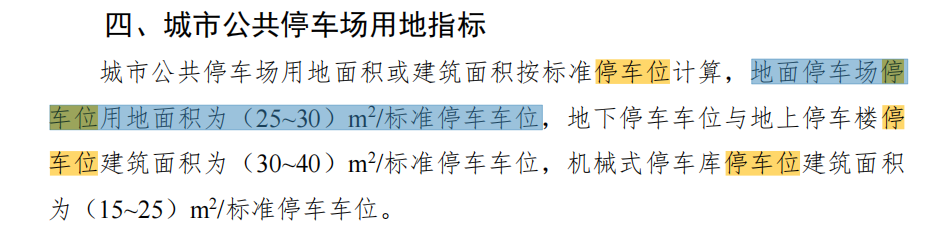 四、城市公共停车场用地指标
城市公共停车场用地面积或建筑面积按标准停车位计算，地面停车场停
车位用地面积为（25~30）m²/标准停车车位，地下停车车位与地上停车楼停
车位建筑面积为（30~40）m²/标准停车车位，机械式停车库停车位建筑面积
为（15~25）m²/标准停车车位。